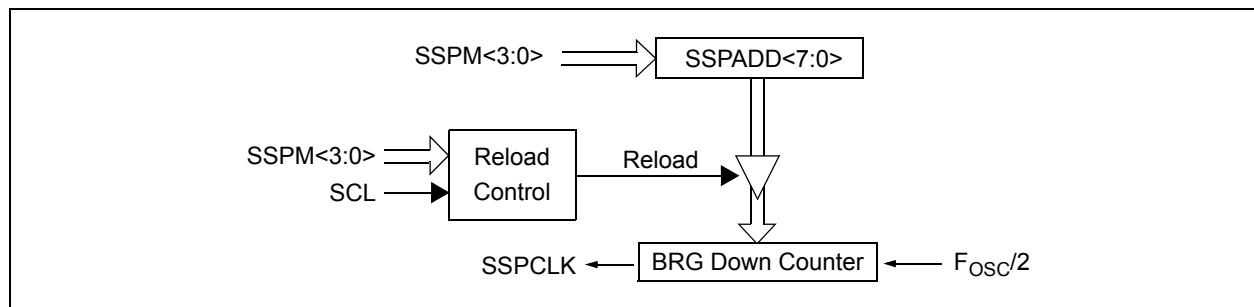 SSPM<3:0>
SSPADD<7:0>
SSPM<3:0>
SCL
Reload
Control
Reload
SSPCLK
BRG Down Counter
FOSC/2